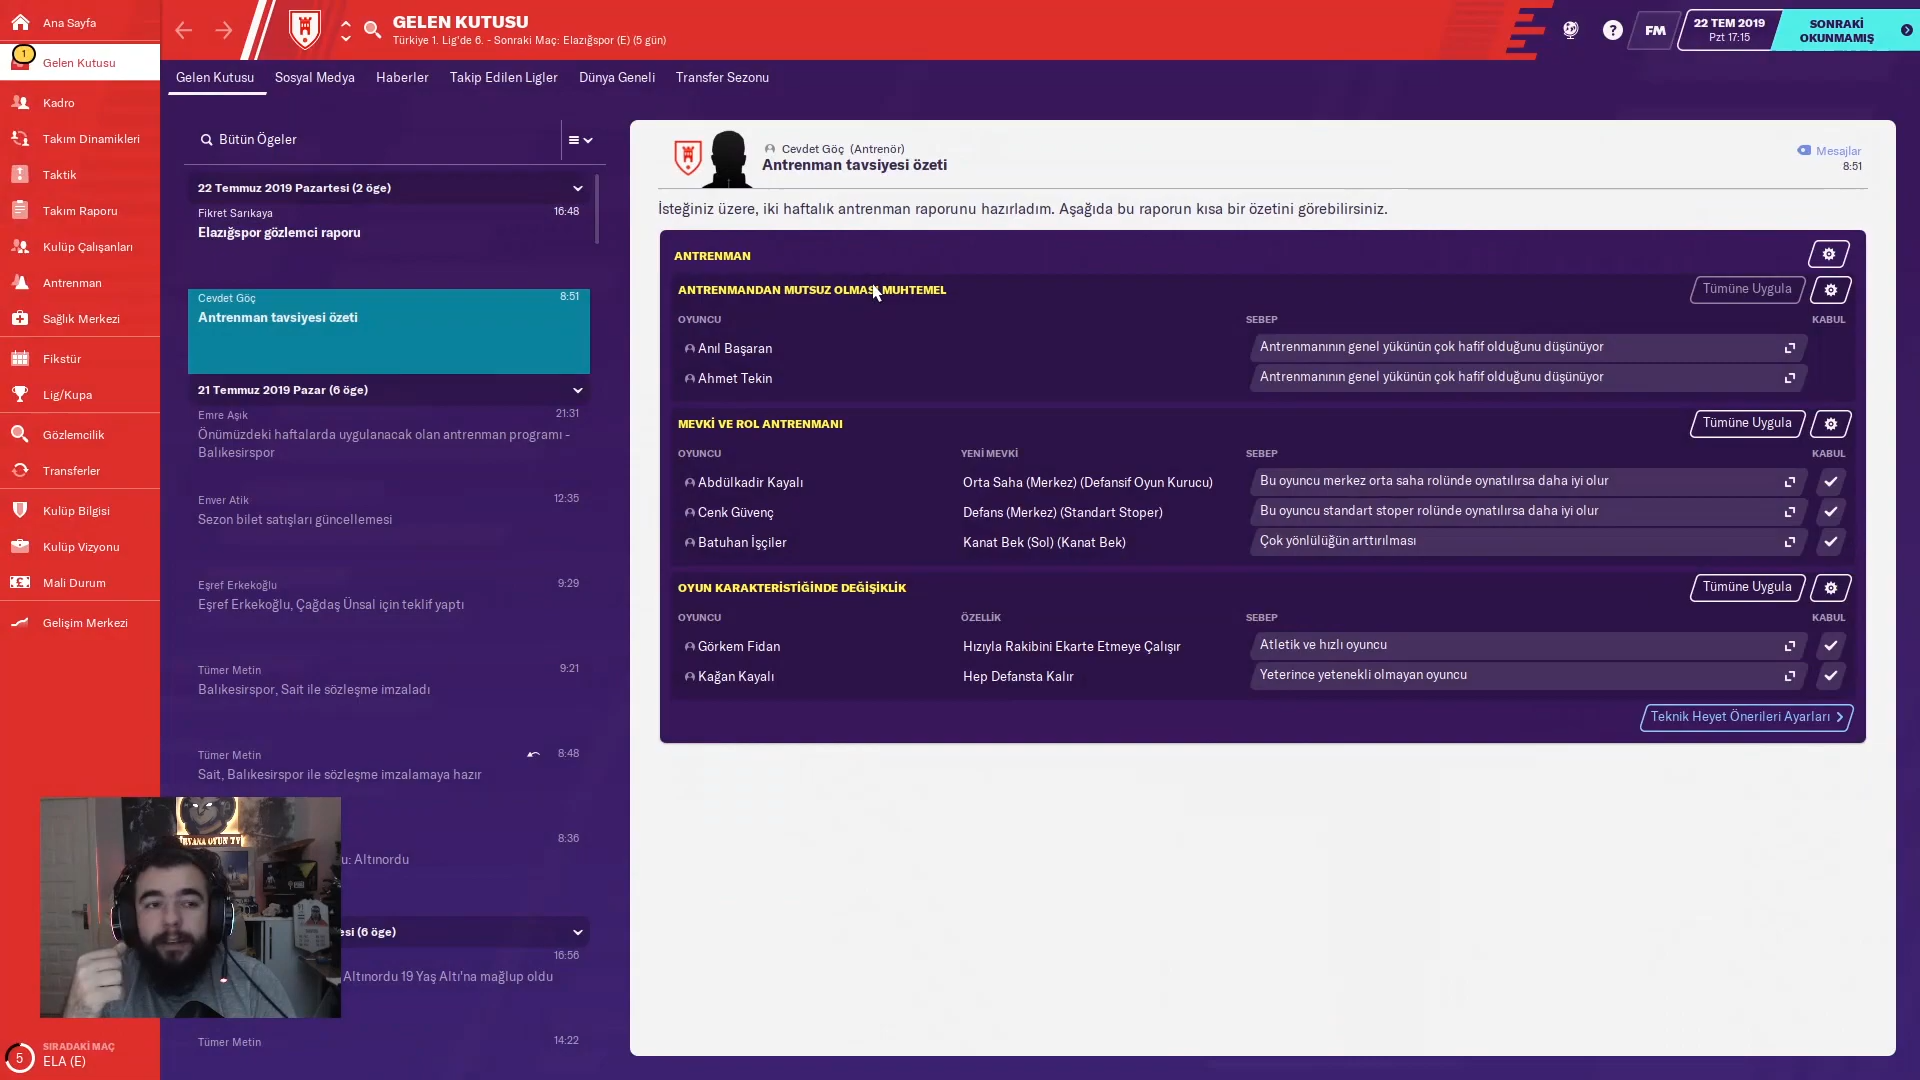 Ana Sayfa
1
Gelen Kutusu
Kadro
Takım Dinamikleri
Taktik
Takım Raporu
Kulüp Çalışanları
Antrenman
Sağlık Merkezi
Fikstür
Lig/Kupa
Gözlemcilik
Transferler
Kulüp Bilgisi
Kulüp Vizyonu
Mali Durum
Gelişim Merkezi
GELEN KUTUSU
Türkiye 1. Lig'de 6. - Sonraki Maç: Elazığspor (E) (5 gün)
?
FM
22 TEM 2019
Pzt 17:15
SONRAKİ
OKUNMAMIŞ
Gelen Kutusu Sosyal Medya Haberler Takip Edilen Ligler Dünya Geneli Transfer Sezonu
Bütün Ögeler
22 Temmuz 2019 Pazartesi (2 öge)
Fikret Sarıkaya 16:48
Elazığspor gözlemci raporu
Cevdet Göç 8:51
Antrenman tavsiyesi özeti
21 Temmuz 2019 Pazar (6 öge)
Emre Aşık 21:31
Önümüzdeki haftalarda uygulanacak olan antrenman programı -
Balıkesirspor
Enver Atik 12:35
Sezon bilet satışları güncellemesi
Eşref Erkekoğlu 9:29
Eşref Erkekoğlu, Çağdaş Ünsal için teklif yaptı
Tümer Metin 9:21
Balıkesirspor, Sait ile sözleşme imzaladı
Tümer Metin 8:48
Sait, Balıkesirspor ile sözleşme imzalamaya hazır
8:36
u: Altınordu
esi (6 öge)
16:56
Altınordu 19 Yaş Altı'na mağlup oldu
Tümer Metin 14:22
Cevdet Göç (Antrenör)
Antrenman tavsiyesi özeti
Mesajlar
8:51
İsteğiniz üzere, iki haftalık antrenman raporunu hazırladım. Aşağıda bu raporun kısa bir özetini görebilirsiniz.
ANTRENMAN
ANTRENMANDAN MUTSUZ OLMASI MUHTEMEL Tümüne Uygula
OYUNCU SEBEP KABUL
Anıl Başaran Antrenmanının genel yükünün çok hafif olduğunu düşünüyor
Ahmet Tekin Antrenmanının genel yükünün çok hafif olduğunu düşünüyor
MEVKİ VE ROL ANTRENMANI Tümüne Uygula
OYUNCU YENİ MEVKİ SEBEP KABUL
Abdülkadir Kayalı Orta Saha (Merkez) (Defansif Oyun Kurucu) Bu oyuncu merkez orta saha rolünde oynatılırsa daha iyi olur
Cenk Güvenç Defans (Merkez) (Standart Stoper) Bu oyuncu standart stoper rolünde oynatılırsa daha iyi olur
Batuhan İşçiler Kanat Bek (Sol) (Kanat Bek) Çok yönlülüğün arttırılması
OYUN KARAKTERİSTİĞİNDE DEĞİŞİKLİK Tümüne Uygula
OYUNCU ÖZELLİK SEBEP KABUL
Görkem Fidan Hızıyla Rakibini Ekarte Etmeye Çalışır Atletik ve hızlı oyuncu
Kağan Kayalı Hep Defansta Kalır Yeterince yetenekli olmayan oyuncu
Teknik Heyet Önerileri Ayarları
RVANA OYUN TV
5
SIRADAKİ MAÇ
ELA (E)